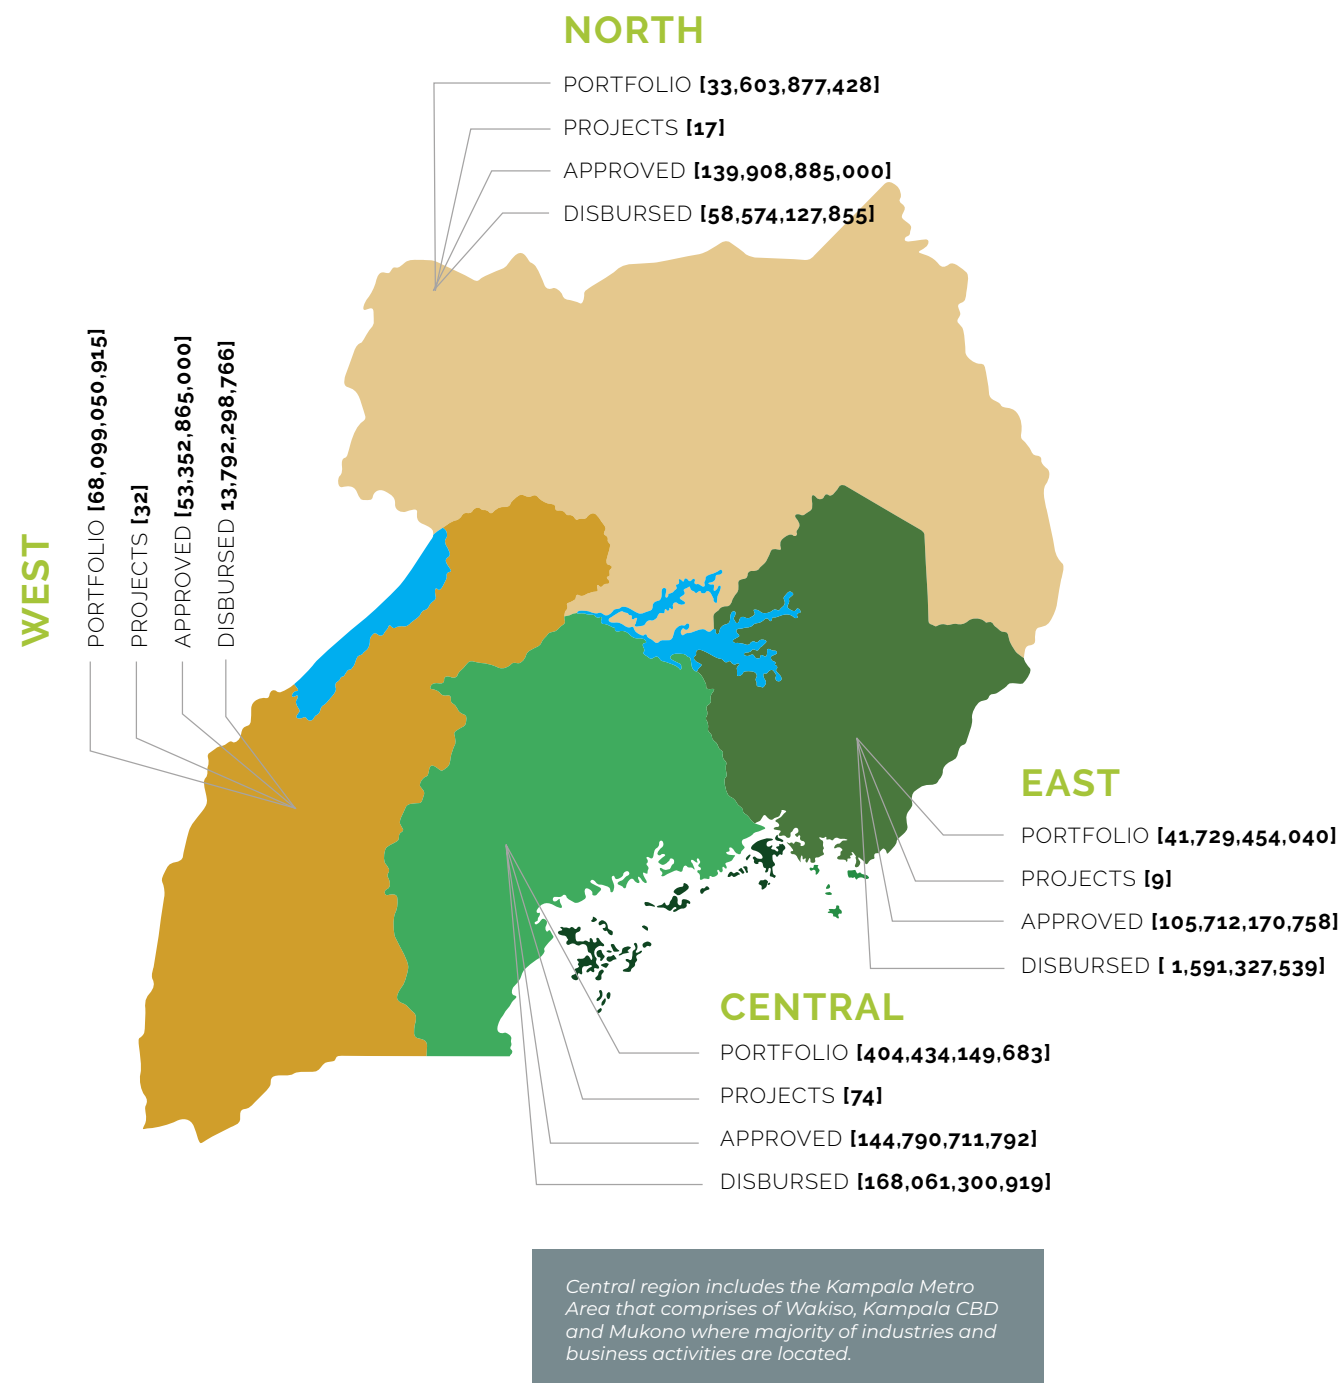 NORTH
PORTFOLIO [33,603,877,428]
PROJECTS [17]
APPROVED [139,908,885,000]
DISBURSED [58,574,127,855]
WEST
PORTFOLIO [68,099,050,915]
PROJECTS [32]
APPROVED [53,352,865,000]
DISBURSED 13,792,298,766]
EAST
PORTFOLIO [41,729,454,040]
PROJECTS [9]
APPROVED [105,712,170,758]
DISBURSED [ 1,591,327,539]
CENTRAL
PORTFOLIO [404,434,149,683]
PROJECTS [74]
APPROVED [144,790,711,792]
DISBURSED [168,061,300,919]
Central region includes the Kampala Metro
Area that comprises of Wakiso, Kampala CBD
and Mukono where majority of industries and
business activities are located.